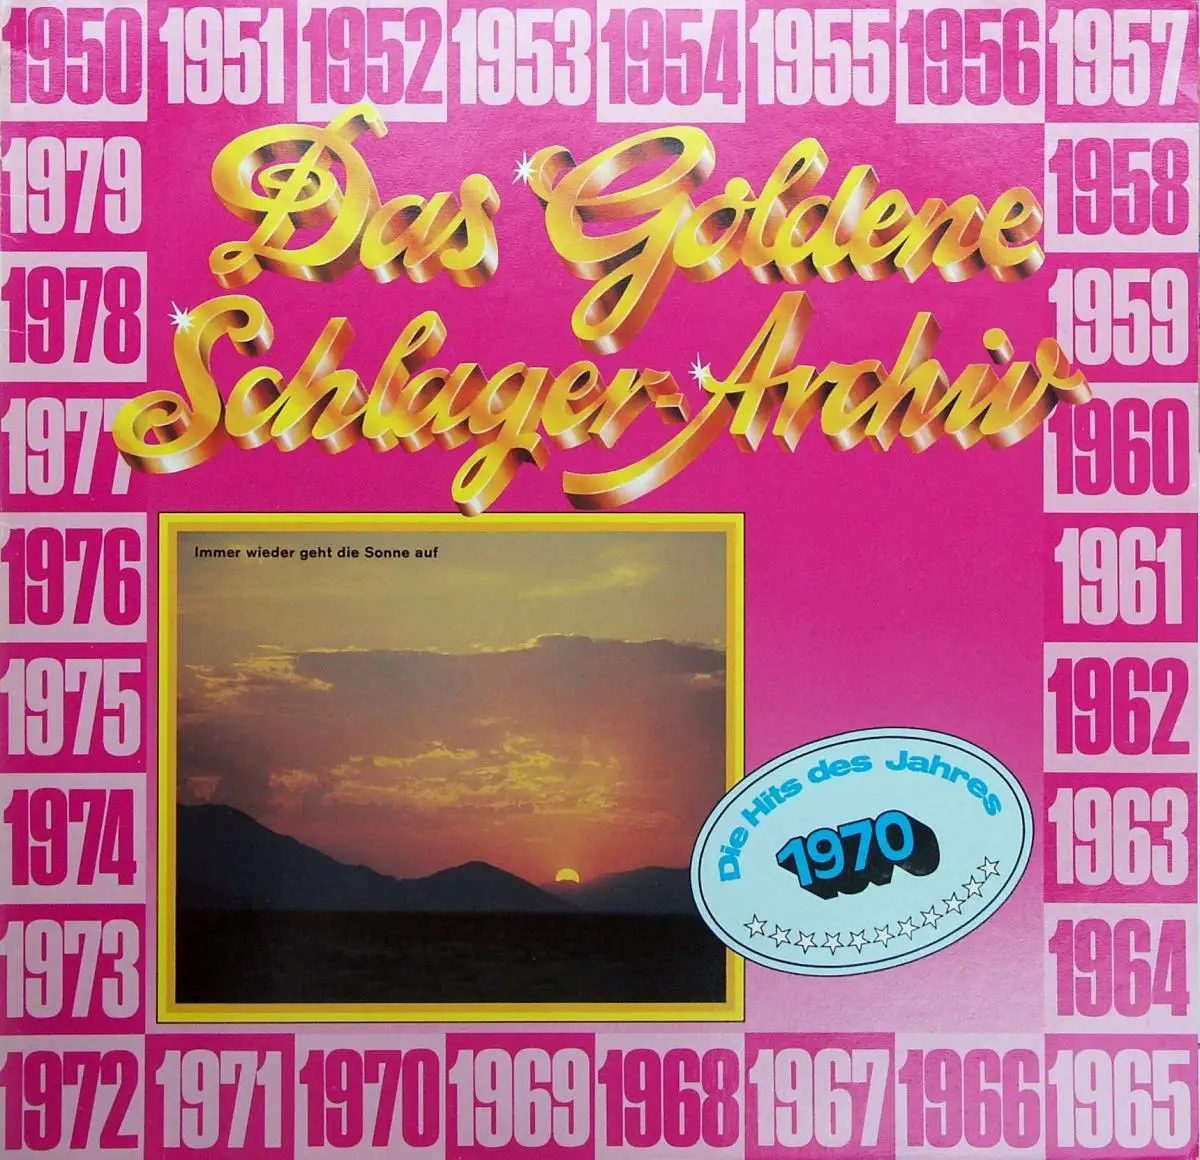 1950 1951 1952 1953 1954 1955 1956 1957
1979 1958
1978 1959
1977 1960
1976 1961
1975 1962
1974 1963
1973 1964
1972 1971 1970 1969 1968 1967 1966 1965
Das Goldene
Schlager-Archiv
Immer wieder geht die Sonne auf
Die Hits des Jahres
1970